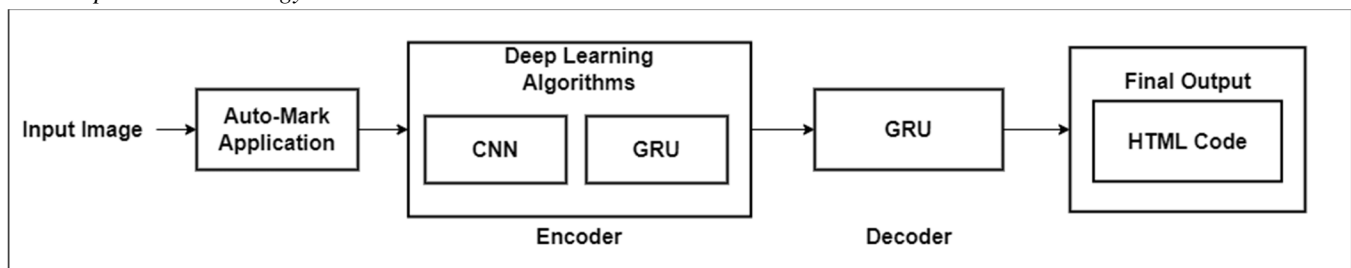 Deep Learning
Algorithms
Final Output
Input Image
Auto-Mark
Application
CNN
GRU
GRU
HTML Code
Encoder
Decoder